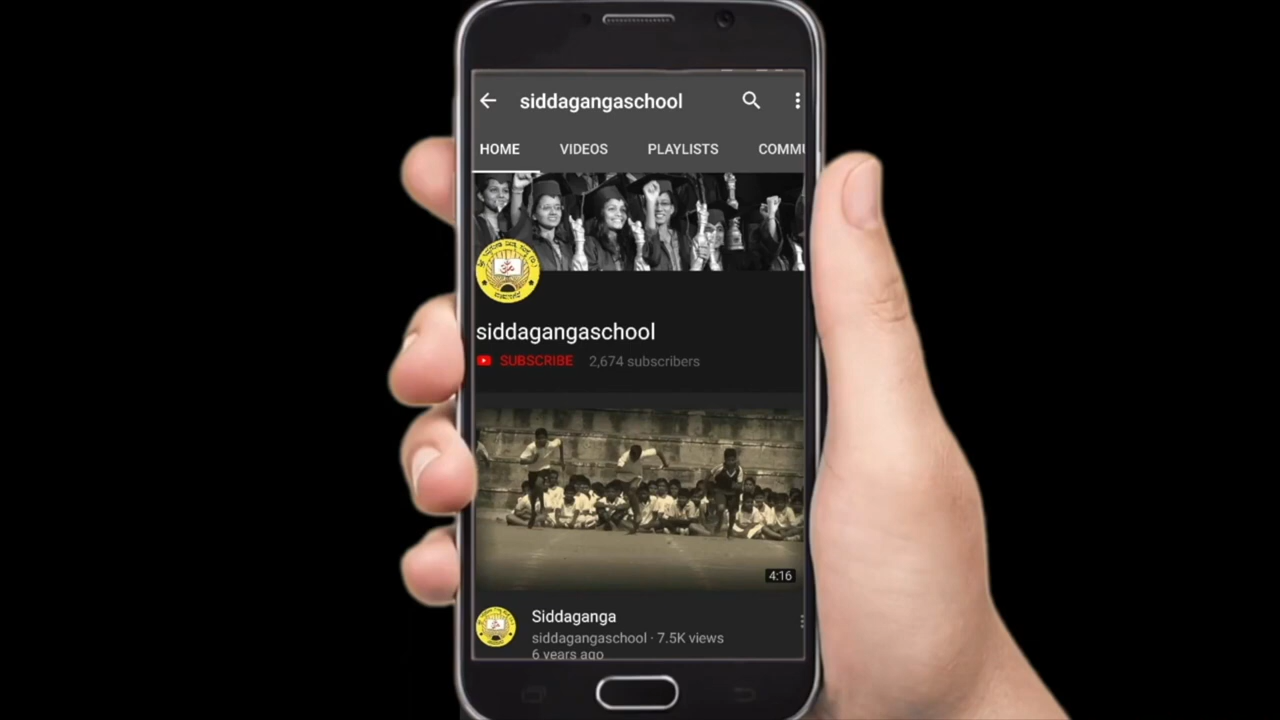 siddagangaschool
HOME VIDEOS PLAYLISTS COMMU
siddagangaschool
SUBSCRIBE 2,674 subscribers
4:16
Siddaganga
siddagangaschool · 7.5K views
6 years ago